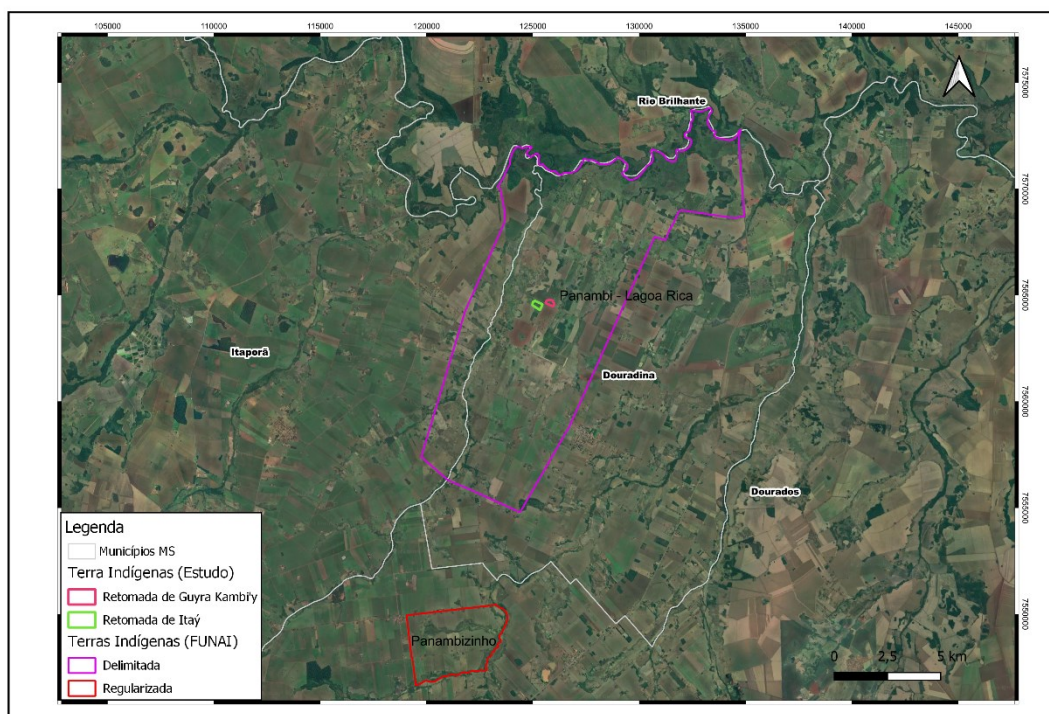 105000 110000 115000 120000 125000 130000 135000 140000 145000
7575000
Rio Brilhante
7570000
Panambi - Lagoa Rica
7565000
Itaporã
Douradina
7560000
Dourados
7555000
Legenda
Municípios MS
Terra Indígenas (Estudo)
Retomada de Guyra Kambi'y
Retomada de Itaý
Terras Indígenas (FUNAI)
Delimitada
Regularizada
7550000
Panambizinho
0 2,5 5 km